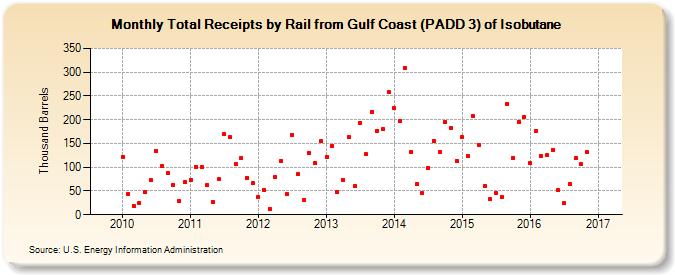 Monthly Total Receipts by Rail from Gulf Coast (PADD 3) of Isobutane
Thousand Barrels
350
300
250
200
150
100
50
0
2010 2011 2012 2013 2014 2015 2016 2017
Source: U.S. Energy Information Administration